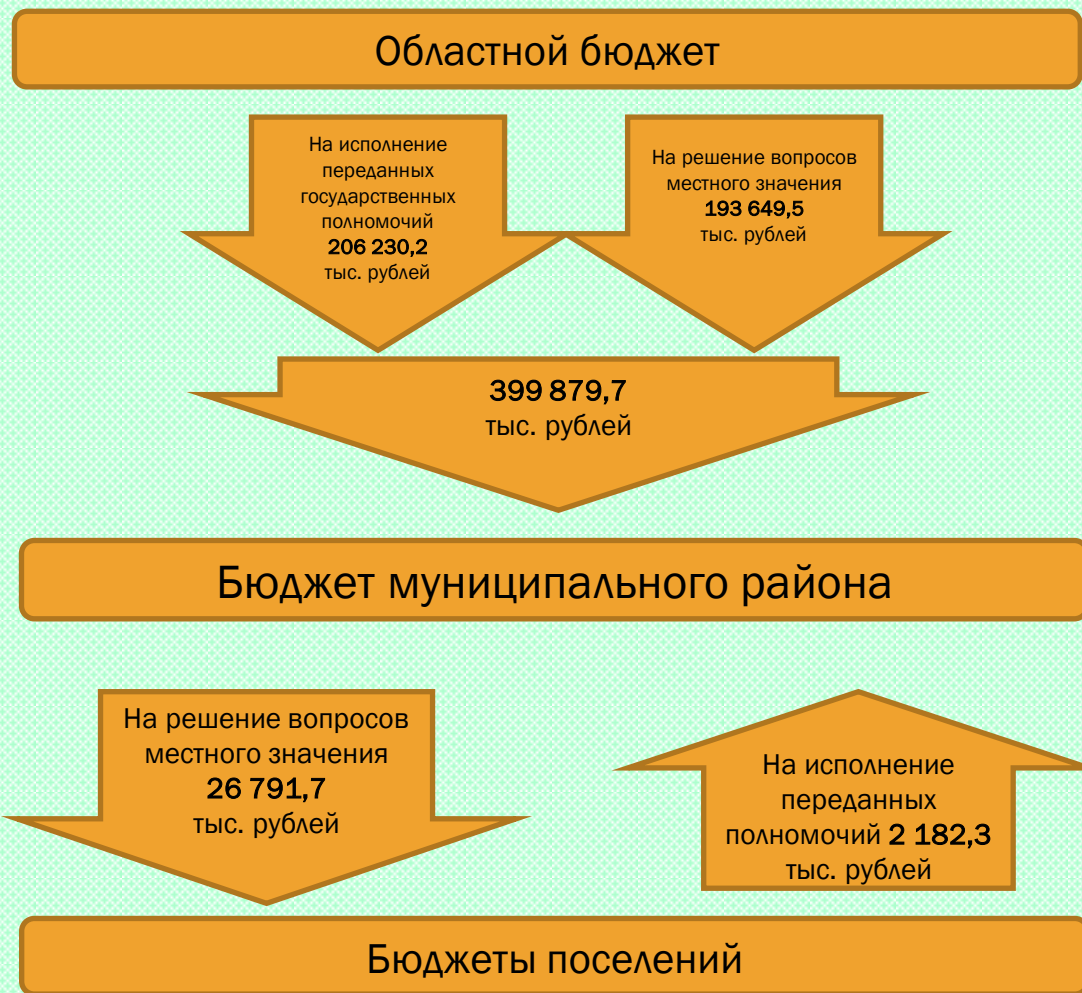 Областной бюджет
На исполнение
переданных
государственных
полномочий
206 230,2
тыс. рублей
На решение вопросов
местного значения
193 649,5
тыс. рублей
399 879,7
тыс. рублей
Бюджет муниципального района
На решение вопросов
местного значения
26 791,7
тыс. рублей
На исполнение
переданных
полномочий 2 182,3
тыс. рублей
Бюджеты поселений